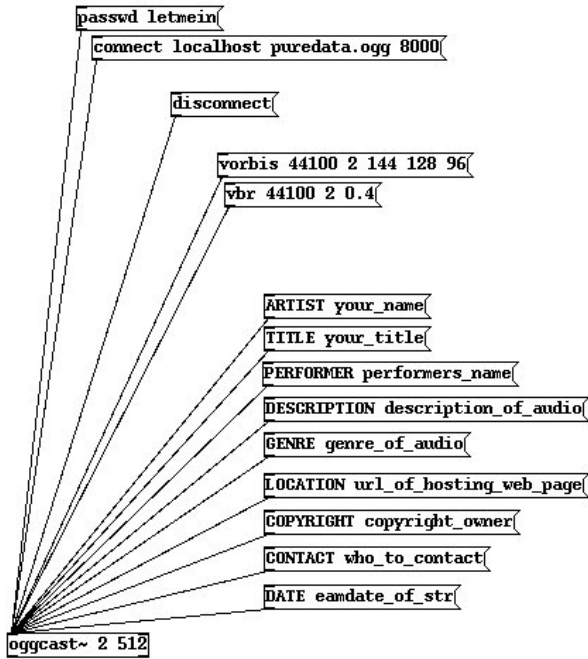 passwd letmein
connect localhost puredata.ogg 8000
disconnect
vorbis 44100 2 144 128 96
vbr 44100 2 0.4
ARTIST your_name
TITLE your_title
PERFORMER performers_name
DESCRIPTION description_of_audio
GENRE genre_of_audio
LOCATION url_of_hosting_web_page
COPYRIGHT copyright_owner
CONTACT who_to_contact
DATE eamdate_of_str
oggcast~ 2 512